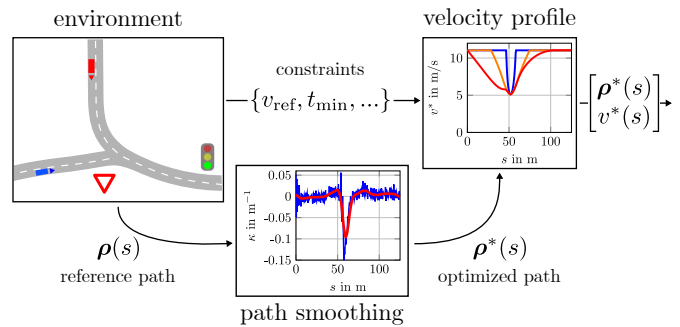 environment
velocity profile
constraints
{v_ref, t_min, ...}
10
5
0
0
50
100
v* in m/s
s in m
ρ*(s)
v*(s)
0.05
0
−0.05
−0.1
−0.15
0
50
100
κ in m⁻¹
s in m
ρ(s)
reference path
ρ*(s)
optimized path
path smoothing